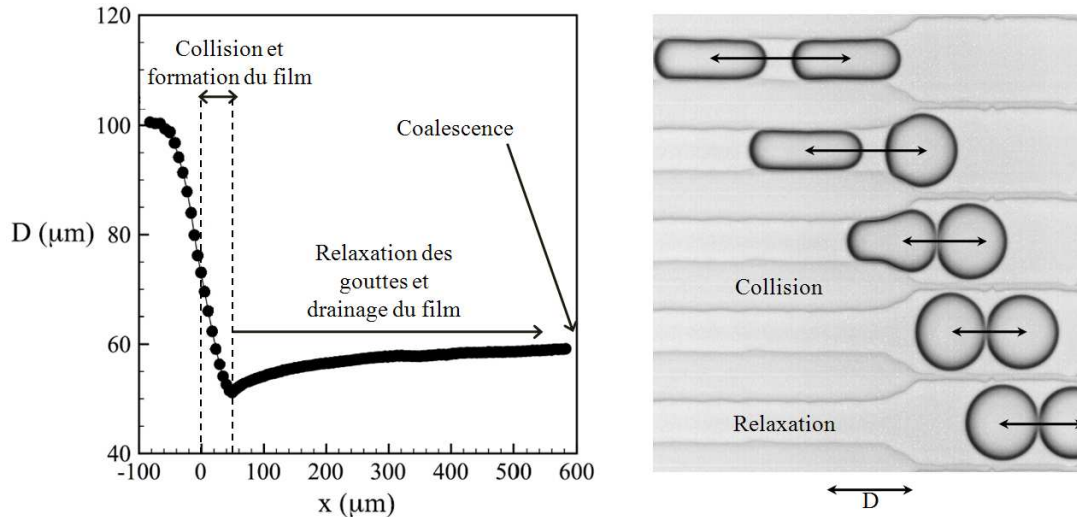 120
100
80
60
40
D (μm)
-100
0
100
200
300
400
500
600
x (μm)
Collision et
formation du film
Coalescence
Relaxation des
gouttes et
drainage du film
Collision
Relaxation
D